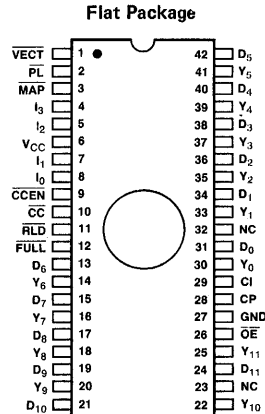 Flat Package
VECT 1 42 D5
PL 2 41 Y5
MAP 3 40 D4
I3 4 39 Y4
I2 5 38 D3
VCC 6 37 Y3
I1 7 36 D2
I0 8 35 Y2
CCEN 9 34 D1
CC 10 33 Y1
RLD 11 32 NC
FULL 12 31 D0
D6 13 30 Y0
Y6 14 29 CI
D7 15 28 CP
Y7 16 27 GND
D8 17 26 OE
Y8 18 25 Y11
D9 19 24 D11
Y9 20 23 NC
D10 21 22 Y10